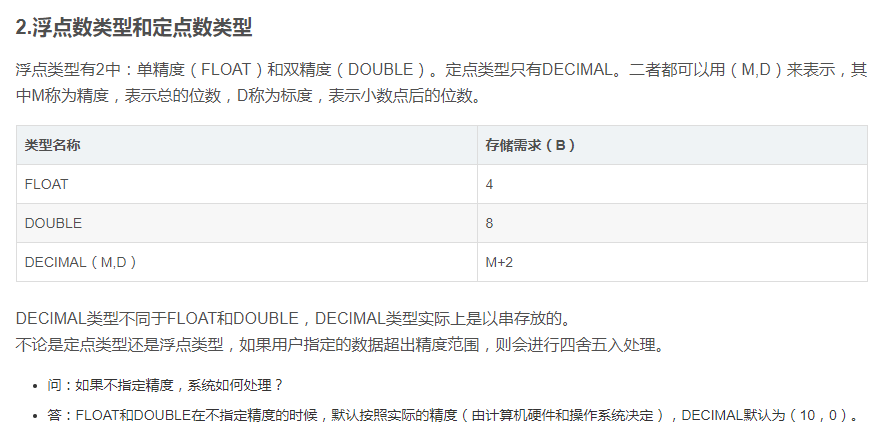 2.浮点数类型和定点数类型
浮点类型有2中：单精度（FLOAT）和双精度（DOUBLE）。定点类型只有DECIMAL。二者都可以用（M,D）来表示，其
中M称为精度，表示总的位数，D称为标度，表示小数点后的位数。
类型名称 存储需求（B）
FLOAT 4
DOUBLE 8
DECIMAL（M,D） M+2
DECIMAL类型不同于FLOAT和DOUBLE，DECIMAL类型实际上是以串存放的。
不论是定点类型还是浮点类型，如果用户指定的数据超出精度范围，则会进行四舍五入处理。
• 问：如果不指定精度，系统如何处理？
• 答：FLOAT和DOUBLE在不指定精度的时候，默认按照实际的精度（由计算机硬件和操作系统决定），DECIMAL默认为（10，0）。